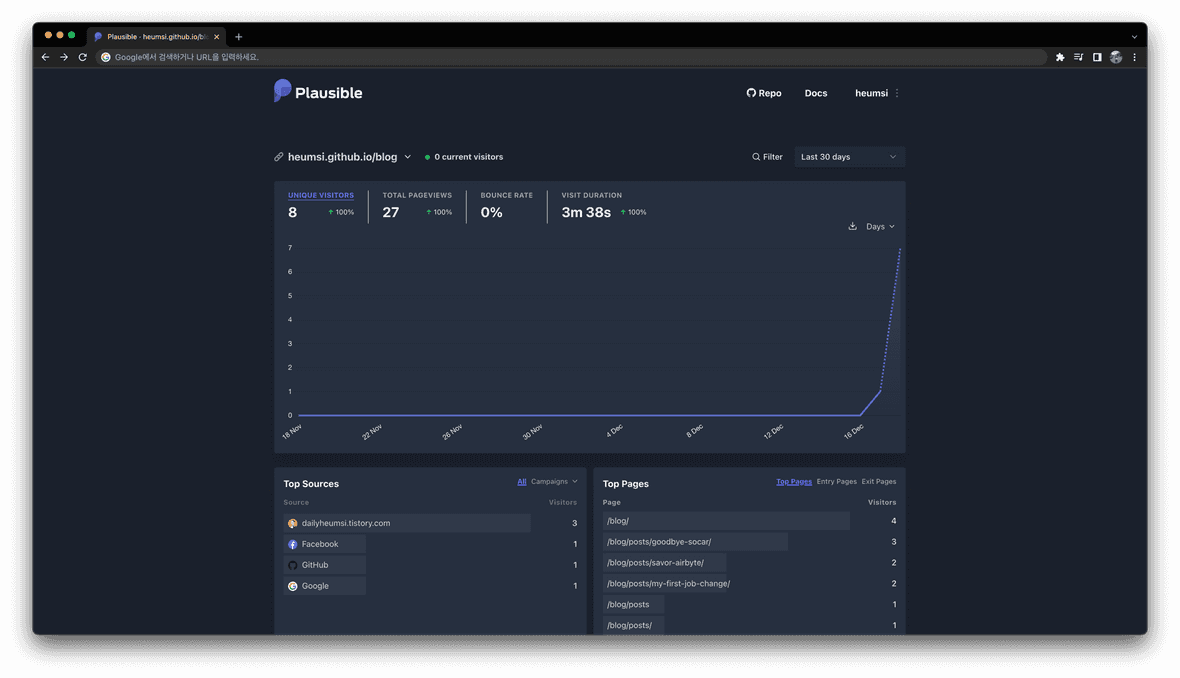 Plausible · heumsi.github.io/blo
Google에서 검색하거나 URL을 입력하세요.
Plausible
Repo Docs heumsi
heumsi.github.io/blog 0 current visitors Filter Last 30 days
UNIQUE VISITORS TOTAL PAGEVIEWS BOUNCE RATE VISIT DURATION
8 100% 27 100% 0% 3m 38s 100%
Days
7
6
5
4
3
2
1
0
18 Nov 22 Nov 26 Nov 30 Nov 4 Dec 8 Dec 12 Dec 16 Dec
Top Sources All Campaigns
Source Visitors
dailyheumsi.tistory.com 3
Facebook 1
GitHub 1
Google 1
Top Pages Top Pages Entry Pages Exit Pages
Page Visitors
/blog/ 4
/blog/posts/goodbye-socar/ 3
/blog/posts/savor-airbyte/ 2
/blog/posts/my-first-job-change/ 2
/blog/posts 1
/blog/posts/ 1